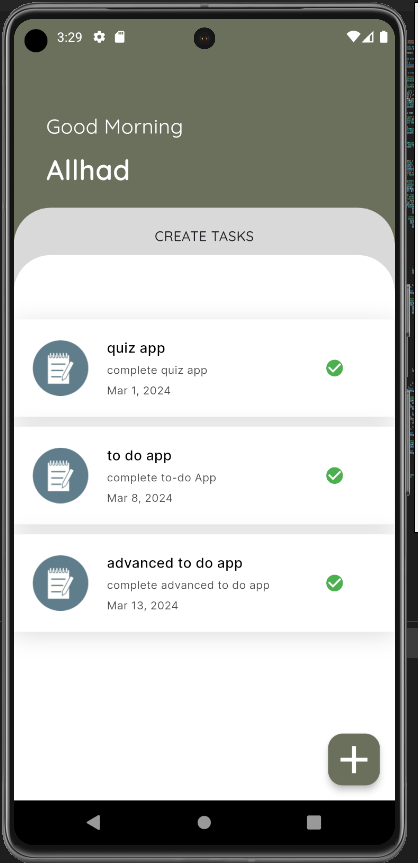 3:29
Good Morning
Allhad
CREATE TASKS
quiz app
complete quiz app
Mar 1, 2024
to do app
complete to-do App
Mar 8, 2024
advanced to do app
complete advanced to do app
Mar 13, 2024